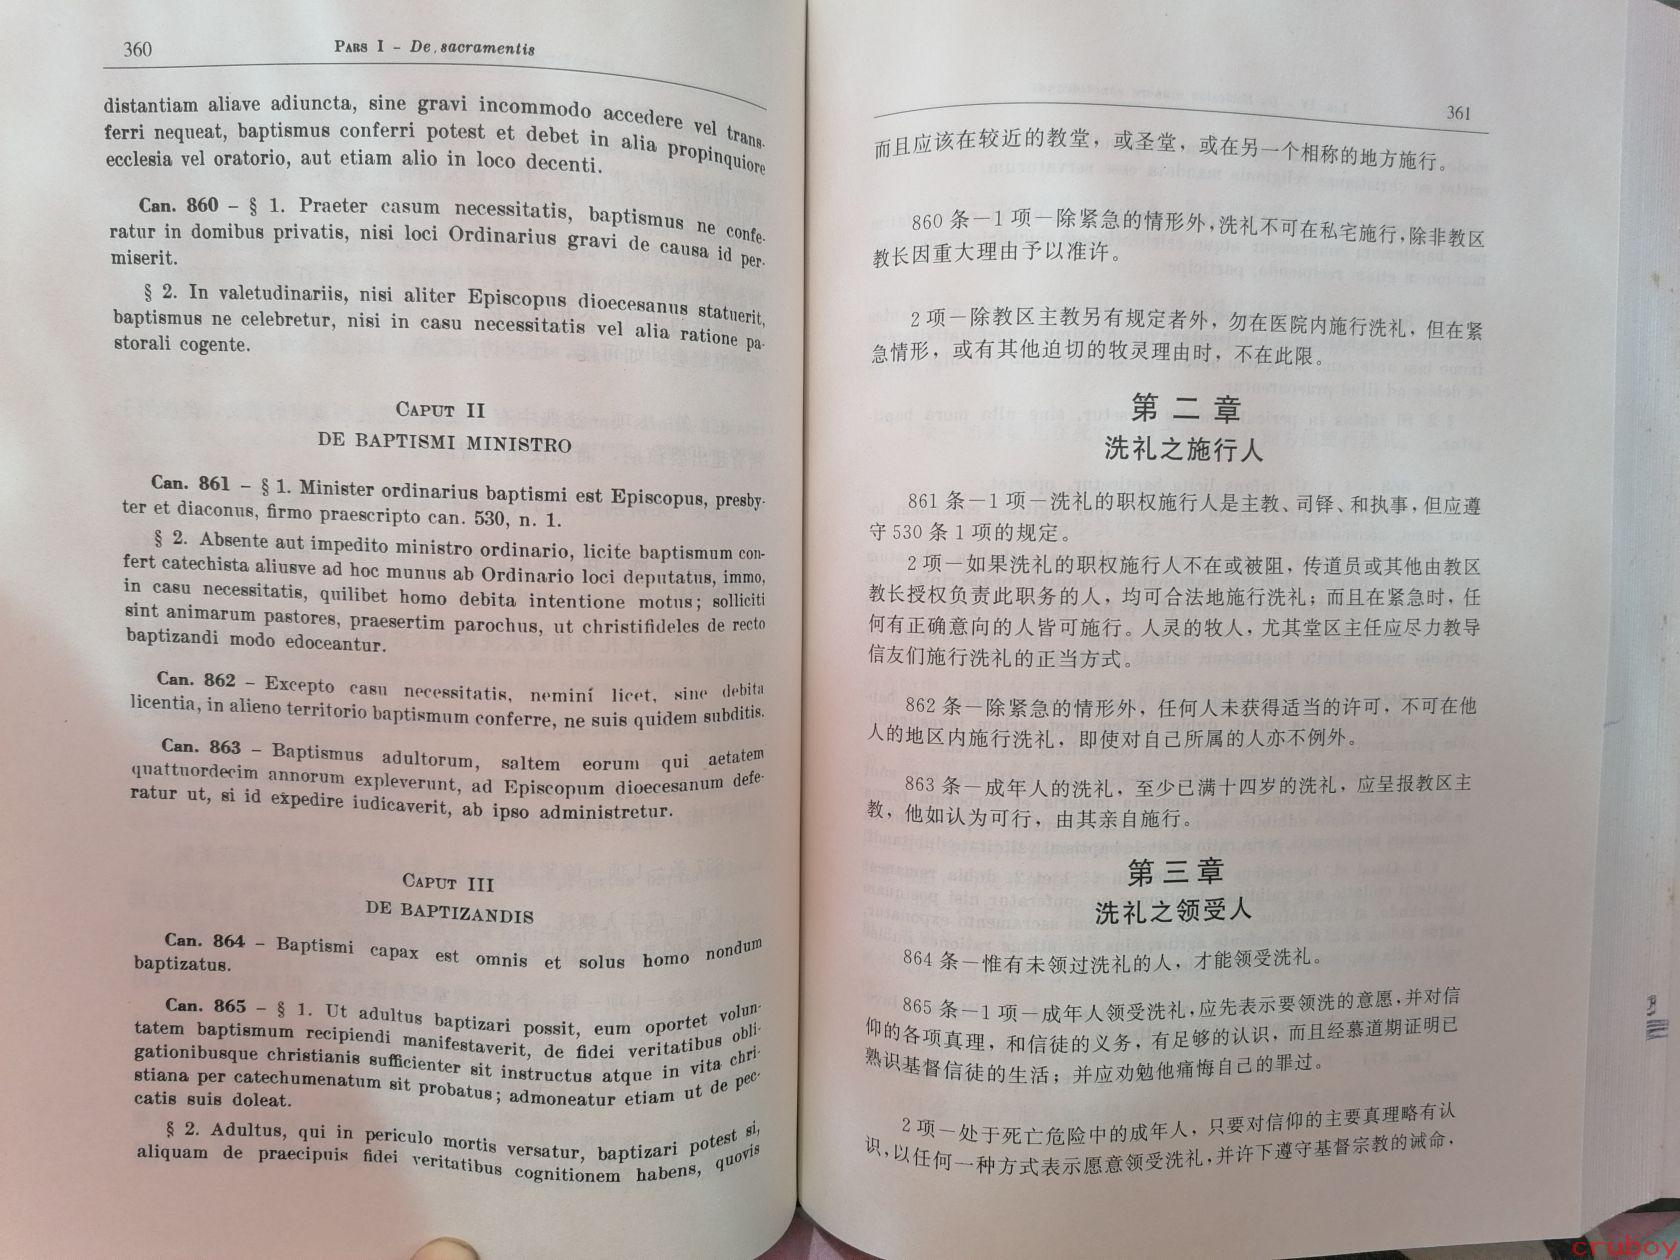 360
PARS I – De sacramentis
distantiam aliave adiuncta, sine gravi incommodo accedere vel trans-
ferri nequeat, baptismus conferri potest et debet in alia propinquiore
ecclesia vel oratorio, aut etiam alio in loco decenti.
Can. 860 – § 1. Praeter casum necessitatis, baptismus ne confe-
ratur in domibus privatis, nisi loci Ordinarius gravi de causa id per-
miserit.
§ 2. In valetudinariis, nisi aliter Episcopus dioecesanus statuerit,
baptismus ne celebretur, nisi in casu necessitatis vel alia ratione pa-
storali cogente.
CAPUT II
DE BAPTISMI MINISTRO
Can. 861 – § 1. Minister ordinarius baptismi est Episcopus, presby-
ter et diaconus, firmo praescripto can. 530, n. 1.
§ 2. Absente aut impedito ministro ordinario, licite baptismum con-
fert catechista aliusve ad hoc munus ab Ordinario loci deputatus, immo,
in casu necessitatis, quilibet homo debita intentione motus; solliciti
sint animarum pastores, praesertim parochus, ut christifideles de recto
baptizandi modo edoceantur.
Can. 862 – Excepto casu necessitatis, nemini licet, sine debita
licentia, in alieno territorio baptismum conferre, ne suis quidem subditis.
Can. 863 – Baptismus adultorum, saltem eorum qui aetatem
quattuordecim annorum expleverunt, ad Episcopum dioecesanum defe-
ratur ut, si id expedire iudicaverit, ab ipso administretur.
CAPUT III
DE BAPTIZANDIS
Can. 864 – Baptismi capax est omnis et solus homo nondum
baptizatus.
Can. 865 – § 1. Ut adultus baptizari possit, eum oportet volun-
tatem baptismum recipiendi manifestaverit, de fidei veritatibus obli-
gationibusque christianis sufficienter sit instructus atque in vita chri-
stiana per catechumenatum sit probatus; admoneatur etiam ut de pec-
catis suis doleat.
§ 2. Adultus, qui in periculo mortis versatur, baptizari potest si,
aliquam de praecipuis fidei veritatibus cognitionem habens, quovis
361
而且应该在较近的教堂，或圣堂，或在另一个相称的地方施行。
860 条－1 项－除紧急的情形外，洗礼不可在私宅施行，除非教区
教长因重大理由予以准许。
2 项－除教区主教另有规定者外，勿在医院内施行洗礼，但在紧
急情形，或有其他迫切的牧灵理由时，不在此限。
第二章
洗礼之施行人
861 条－1 项－洗礼的职权施行人是主教、司铎、和执事，但应遵
守 530 条 1 项的规定。
2 项－如果洗礼的职权施行人不在或被阻，传道员或其他由教区
教长授权负责此职务的人，均可合法地施行洗礼；而且在紧急时，任
何有正确意向的人皆可施行。人灵的牧人，尤其堂区主任应尽力教导
信友们施行洗礼的正当方式。
862 条－除紧急的情形外，任何人未获得适当的许可，不可在他
人的地区内施行洗礼，即使对自己所属的人亦不例外。
863 条－成年人的洗礼，至少已满十四岁的洗礼，应呈报教区主
教，他如认为可行，由其亲自施行。
第三章
洗礼之领受人
864 条－惟有未领过洗礼的人，才能领受洗礼。
865 条－1 项－成年人领受洗礼，应先表示要领洗的意愿，并对信
仰的各项真理，和信徒的义务，有足够的认识，而且经慕道期证明已
熟识基督信徒的生活；并应劝勉他痛悔自己的罪过。
2 项－处于死亡危险中的成年人，只要对信仰的主要真理略有认
识，以任何一种方式表示愿意领受洗礼，并许下遵守基督宗教的诫命，
cruboy